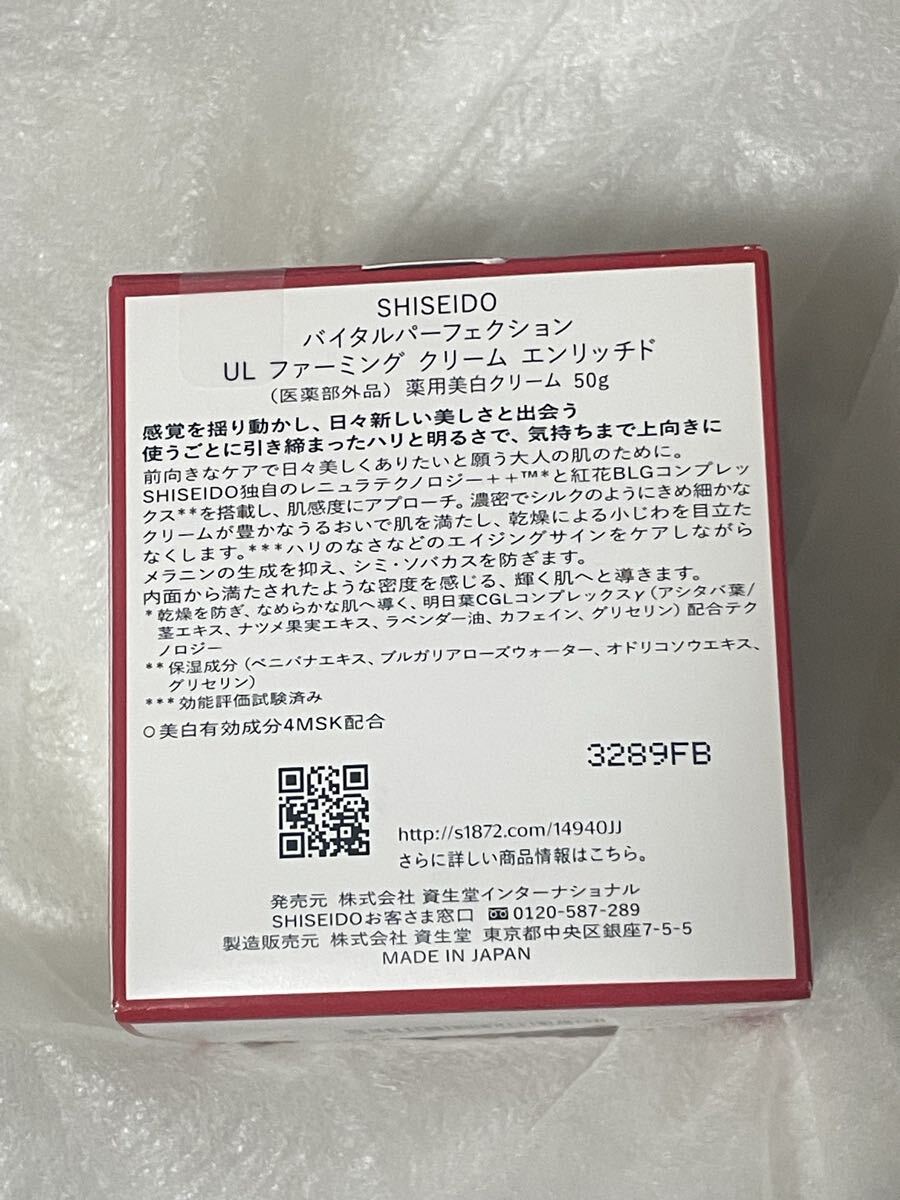 SHISEIDO
バイタルパーフェクション
UL ファーミング クリーム エンリッチド
（医薬部外品）薬用美白クリーム 50g
感覚を揺り動かし、日々新しい美しさと出会う
使うごとに引き締まったハリと明るさで、気持ちまで上向きに
前向きなケアで日々美しくありたいと願う大人の肌のために。
SHISEIDO独自のレニュラテクノロジー＋＋™*と紅花BLGコンプレッ
クス**を搭載し、肌感度にアプローチ。濃密でシルクのようにきめ細かな
クリームが豊かなうるおいで肌を満たし、乾燥による小じわを目立た
なくします。***ハリのなさなどのエイジングサインをケアしながら
メラニンの生成を抑え、シミ・ソバカスを防ぎます。
内面から満たされたような密度を感じる、輝く肌へと導きます。
* 乾燥を防ぎ、なめらかな肌へ導く、明日葉CGLコンプレックスγ（アシタバ葉/
茎エキス、ナツメ果実エキス、ラベンダー油、カフェイン、グリセリン）配合テク
ノロジー
** 保湿成分（ベニバナエキス、ブルガリアローズウォーター、オドリコソウエキス、
グリセリン）
*** 効能評価試験済み
○美白有効成分4MSK配合
3289FB
http://s1872.com/14940JJ
さらに詳しい商品情報はこちら。
発売元 株式会社 資生堂インターナショナル
SHISEIDOお客さま窓口 0120-587-289
製造販売元 株式会社 資生堂 東京都中央区銀座7-5-5
MADE IN JAPAN